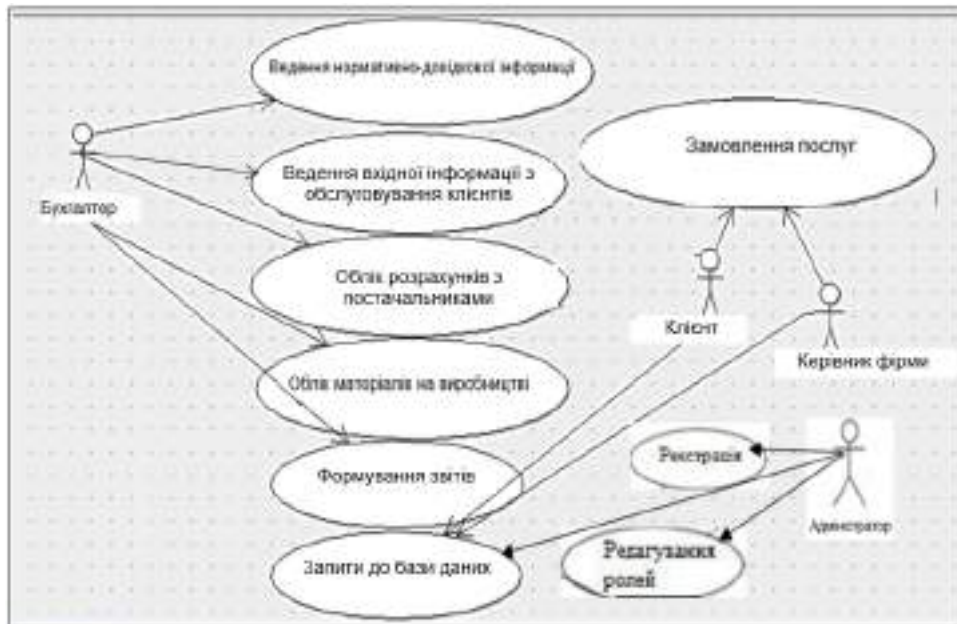 Ведення нормативно-довідкової інформації
Замовлення послуг
Ведення вхідної інформації з
обслуговування клієнтів
Бухгалтер
Облік розрахунків з
постачальниками
Клієнт
Керівник фірми
Облік матеріалів на виробництві
Реєстрація
Формування звітів
Адміністратор
Запити до бази даних
Редагування
ролей